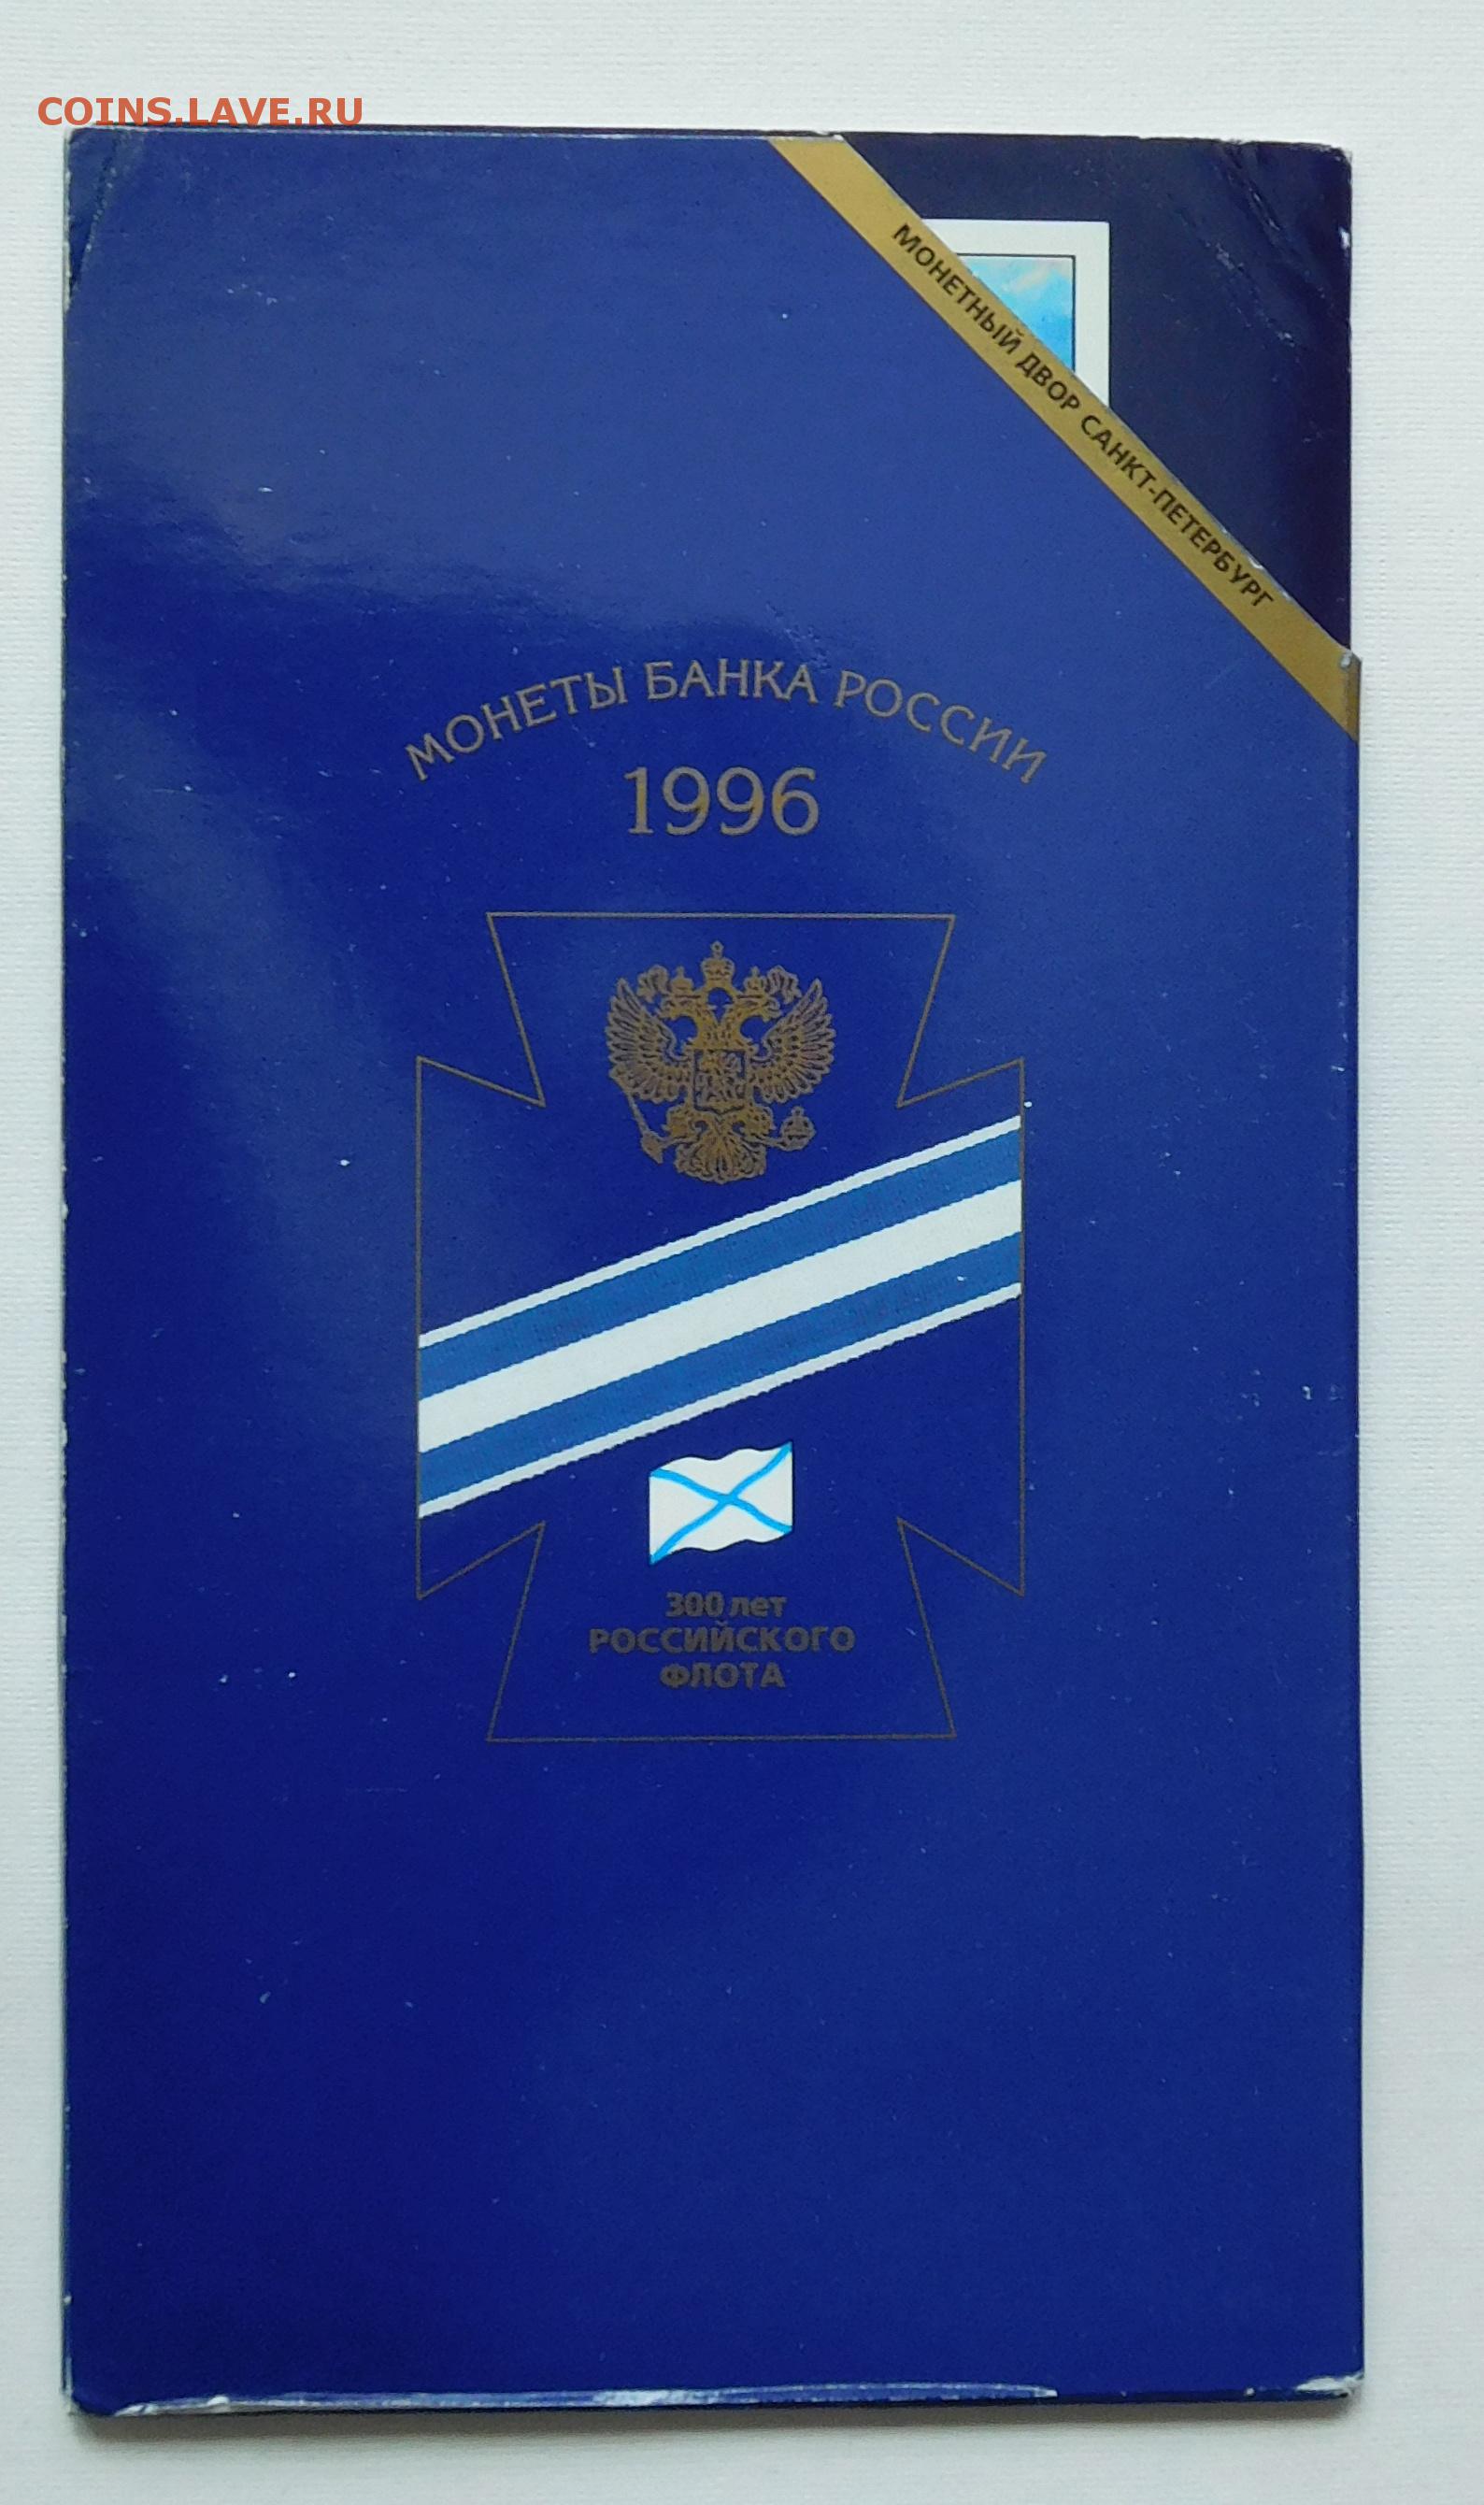 COINS.LAVE.RU
МОНЕТНЫЙ ДВОР САНКТ-ПЕТЕРБУРГ
МОНЕТЫ БАНКА РОССИИ
1996
300 лет
РОССИЙСКОГО
ФЛОТА